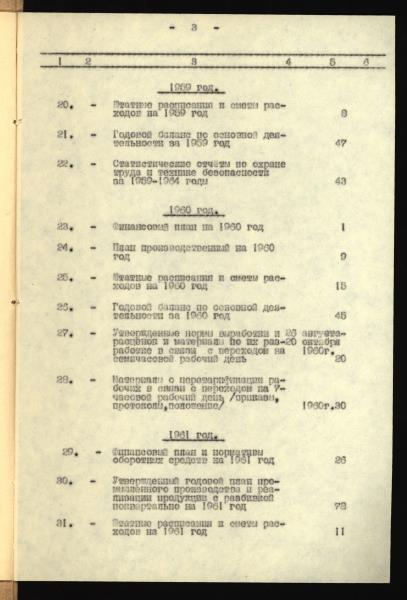 - 3 -
1 2 3 4 5 6
1959 год.
20. - Штатные расписания и сметы рас-
ходов на 1959 год 8
21. - Годовой баланс по основной дея-
тельности за 1959 год 47
22. - Статистические отчёты по охране
труда и технике безопасности
за 1959-1964 годы 43
1960 год.
23. - Финансовый план на 1960 год 1
24. - План производственный на 1960
год 9
25. - Штатные расписания и сметы рас-
ходов на 1960 год 15
26. - Годовой баланс по основной дея-
тельности за 1960 год 45
27. - Утвержденные нормы выработки и 26 августа-
расценок и материалы по их раз-20 октября
работке в связи с переходом на 1960г.
семичасовой рабочий день 20
28. - Материалы о перетарификации ра-
бочих в связи с переходом на 7-
часовой рабочий день /приказы,
протоколы,положение/ 1960г.30
1961 год.
29. - Финансовый план и нормативы
оборотных средств на 1961 год 26
30. - Утвержденный годовой план про-
мышленного производства и реа-
лизации продукции с разбивкой
поквартально на 1961 год 72
31. - Штатные расписания и сметы рас-
ходов на 1961 год 11